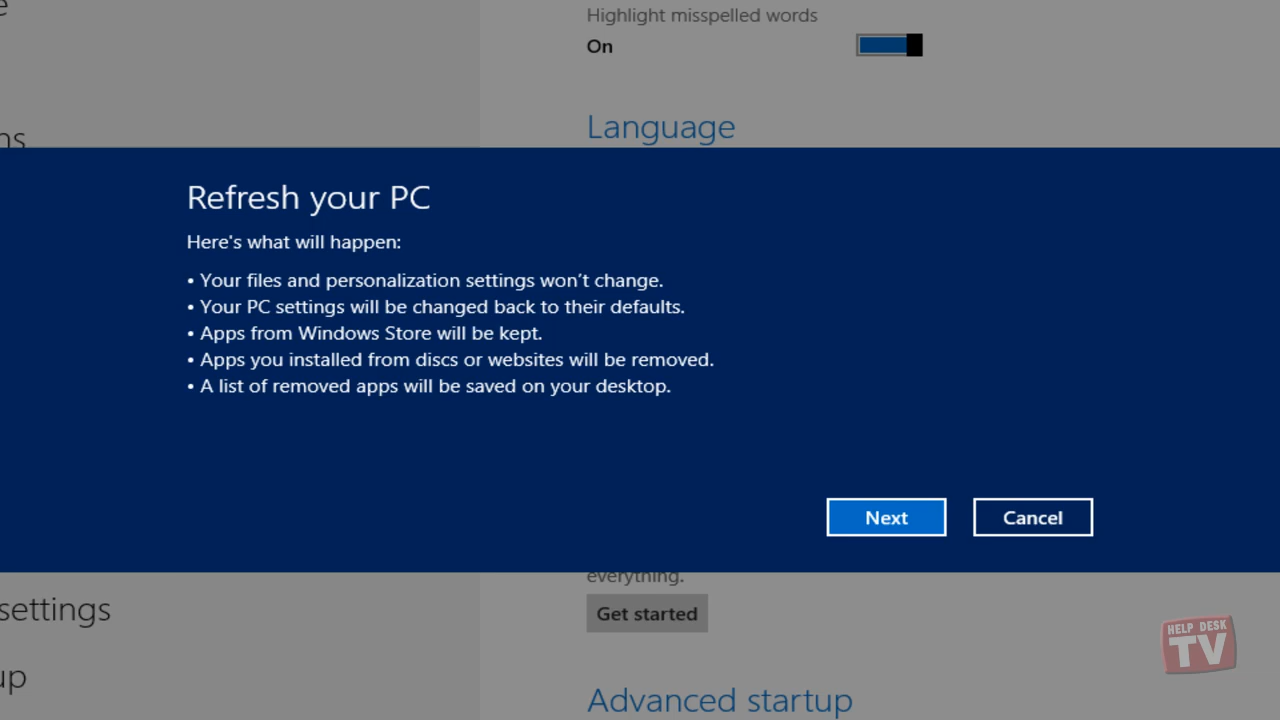 Highlight misspelled words
On
Language
Refresh your PC
Here's what will happen:
• Your files and personalization settings won't change.
• Your PC settings will be changed back to their defaults.
• Apps from Windows Store will be kept.
• Apps you installed from discs or websites will be removed.
• A list of removed apps will be saved on your desktop.
Next
Cancel
everything.
settings
Get started
HELP DESK
TV
up
Advanced startup